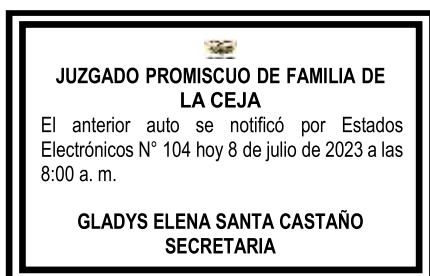 JUZGADO PROMISCUO DE FAMILIA DE
LA CEJA
El anterior auto se notificó por Estados
Electrónicos N° 104 hoy 8 de julio de 2023 a las
8:00 a. m.
GLADYS ELENA SANTA CASTAÑO
SECRETARIA